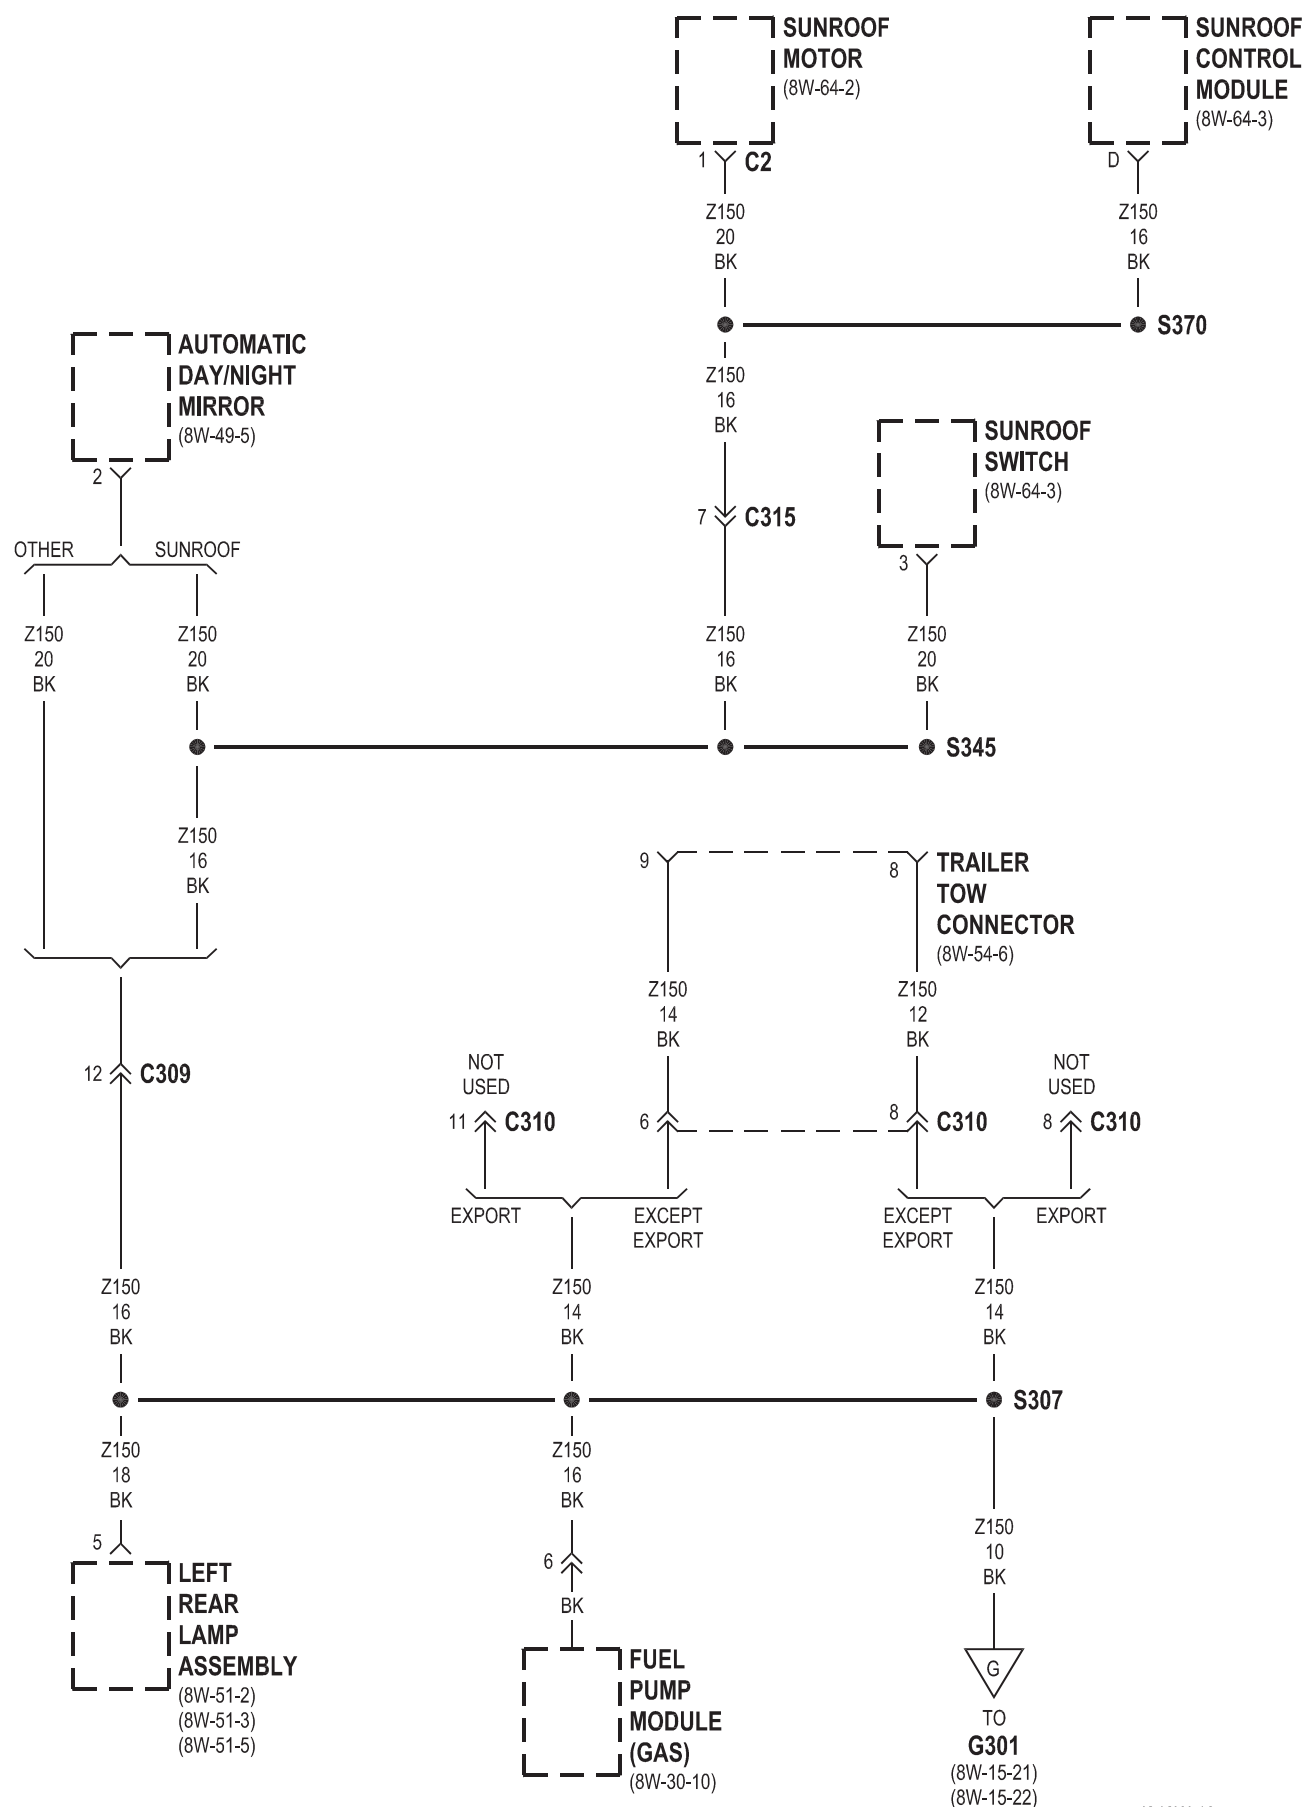 SUNROOF
MOTOR
(8W-64-2)
SUNROOF
CONTROL
MODULE
(8W-64-3)
1
C2
D
Z150
20
BK
Z150
16
BK
S370
AUTOMATIC
DAY/NIGHT
MIRROR
(8W-49-5)
2
Z150
16
BK
SUNROOF
SWITCH
(8W-64-3)
7
C315
3
OTHER
SUNROOF
Z150
20
BK
Z150
20
BK
Z150
16
BK
Z150
20
BK
S345
Z150
16
BK
9
8
TRAILER
TOW
CONNECTOR
(8W-54-6)
Z150
14
BK
Z150
12
BK
12
C309
NOT
USED
11
C310
6
8
C310
NOT
USED
8
C310
EXPORT
EXCEPT
EXPORT
EXCEPT
EXPORT
EXPORT
Z150
16
BK
Z150
14
BK
Z150
14
BK
S307
Z150
18
BK
Z150
16
BK
Z150
10
BK
5
LEFT
REAR
LAMP
ASSEMBLY
(8W-51-2)
(8W-51-3)
(8W-51-5)
6
BK
FUEL
PUMP
MODULE
(GAS)
(8W-30-10)
G
TO
G301
(8W-15-21)
(8W-15-22)